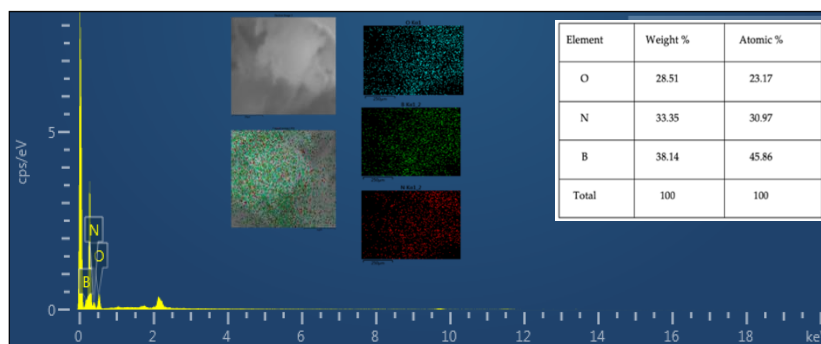 5
0
cps/eV
N
O
B
0
2
4
6
8
10
12
14
16
18
ke
Element Weight % Atomic %
O 28.51 23.17
N 33.35 30.97
B 38.14 45.86
Total 100 100